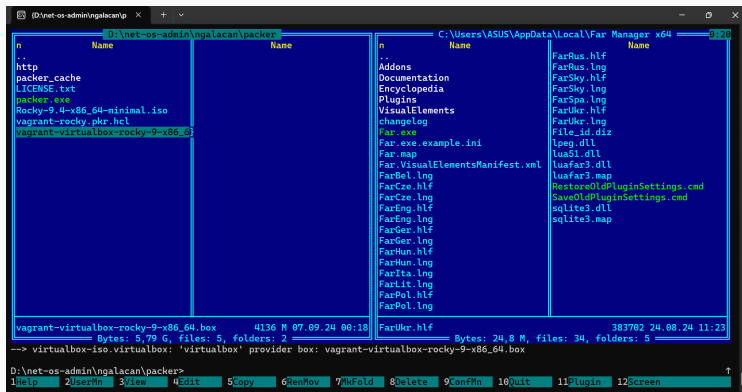 {D:\net-os-admin\ngalacan\p
D:\net-os-admin\ngalacan\packer
n Name Name
..
http
packer_cache
LICENSE.txt
packer.exe
Rocky-9.4-x86_64-minimal.iso
vagrant-rocky.pkr.hcl
vagrant-virtualbox-rocky-9-x86_6}
vagrant-virtualbox-rocky-9-x86_64.box 4136 M 07.09.24 00:18
Bytes: 5,79 G, files: 5, folders: 2
C:\Users\ASUS\AppData\Local\Far Manager x64 0:20
n Name Name
..
Addons
Documentation
Encyclopedia
Plugins
VisualElements
changelog
Far.exe
Far.exe.example.ini
Far.map
Far.VisualElementsManifest.xml
FarBel.lng
FarCze.hlf
FarCze.lng
FarEng.hlf
FarEng.lng
FarGer.hlf
FarGer.lng
FarHun.hlf
FarHun.lng
FarIta.lng
FarLit.lng
FarPol.hlf
FarPol.lng
FarRus.hlf
FarRus.lng
FarSky.hlf
FarSky.lng
FarSpa.lng
FarUkr.hlf
FarUkr.lng
File_id.diz
lpeg.dll
lua51.dll
luafar3.dll
luafar3.map
RestoreOldPluginSettings.cmd
SaveOldPluginSettings.cmd
sqlite3.dll
sqlite3.map
FarUkr.hlf 383702 24.08.24 11:23
Bytes: 24,8 M, files: 34, folders: 5
--> virtualbox-iso.virtualbox: 'virtualbox' provider box: vagrant-virtualbox-rocky-9-x86_64.box
D:\net-os-admin\ngalacan\packer>
1Help 2UserMn 3View 4Edit 5Copy 6RenMov 7MkFold 8Delete 9ConfMn 10Quit 11Plugin 12Screen